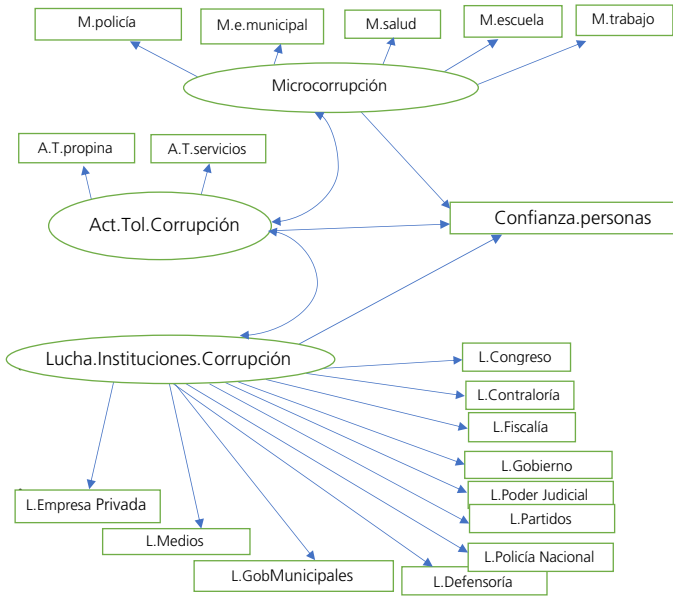 M.policía
M.e.municipal
M.salud
M.escuela
M.trabajo
Microcorrupción
A.T.propina
A.T.servicios
Act.Tol.Corrupción
Confianza.personas
Lucha.Instituciones.Corrupción
L.Congreso
L.Contraloría
L.Fiscalía
L.Gobierno
L.Poder Judicial
L.Partidos
L.Policía Nacional
L.Defensoría
L.GobMunicipales
L.Medios
L.Empresa Privada